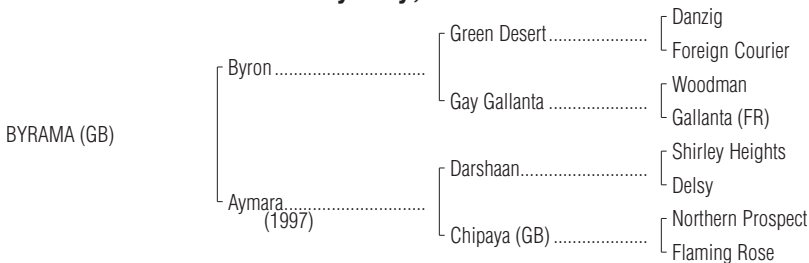 Danzig
Green Desert
Foreign Courier
Byron
Woodman
Gay Gallanta
Gallanta (FR)
BYRAMA (GB)
Shirley Heights
Darshaan
Delsy
Aymara
(1997)
Northern Prospect
Chipaya (GB)
Flaming Rose